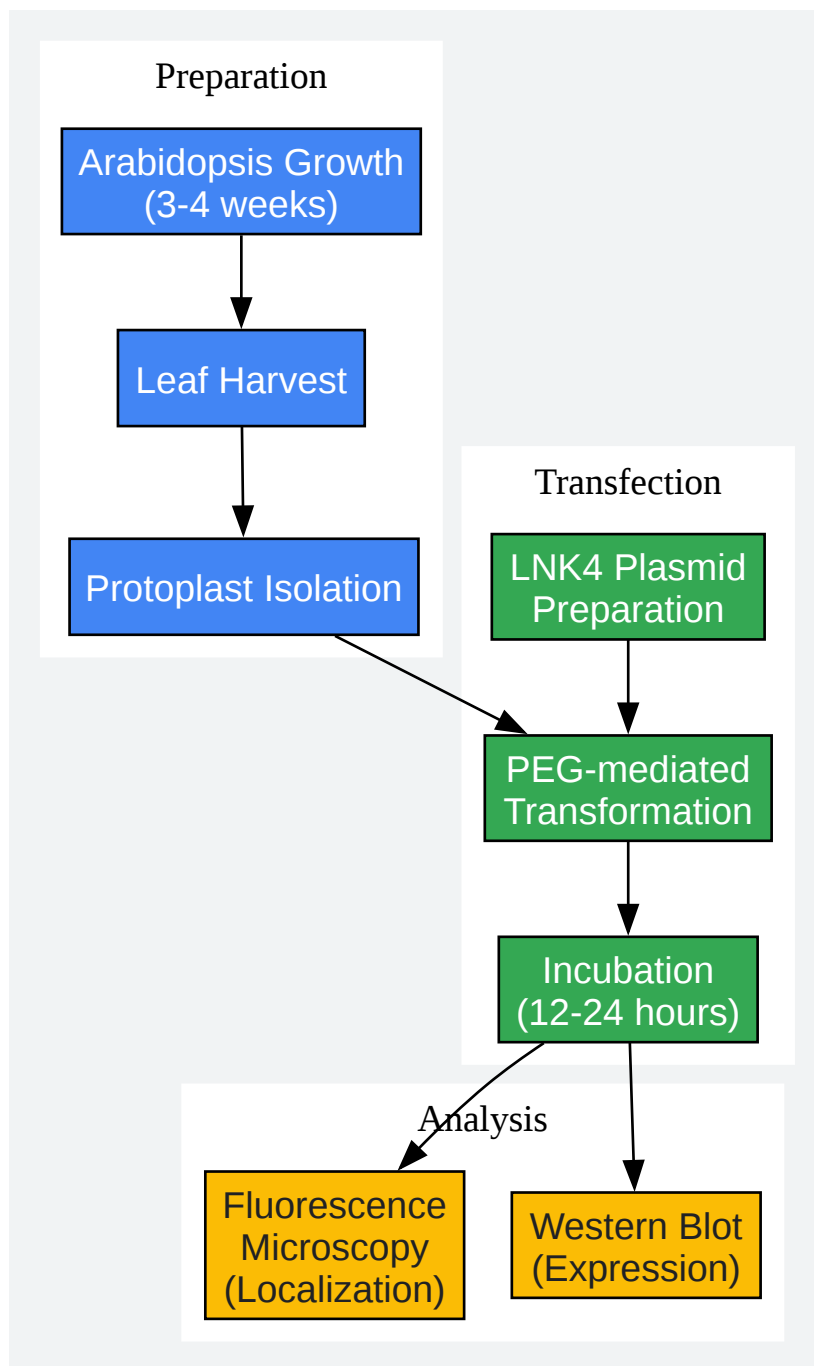 Preparation
Arabidopsis Growth
(3-4 weeks)
Leaf Harvest
Protoplast Isolation
Transfection
LNK4 Plasmid
Preparation
PEG-mediated
Transformation
Incubation
(12-24 hours)
Analysis
Fluorescence
Microscopy
(Localization)
Western Blot
(Expression)